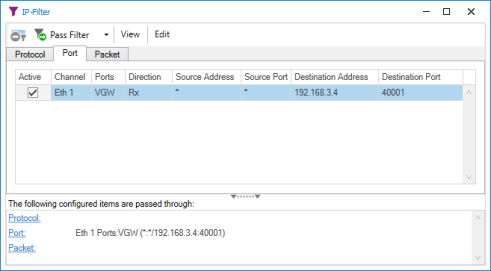 IP-Filter
Pass Filter View Edit
Protocol Port Packet
Active Channel Ports Direction Source Address Source Port Destination Address Destination Port
Eth 1 VGW Rx * * 192.168.3.4 40001
The following configured items are passed through:
Protocol:
Port: Eth 1 Ports:VGW (*:*/192.168.3.4:40001)
Packet: